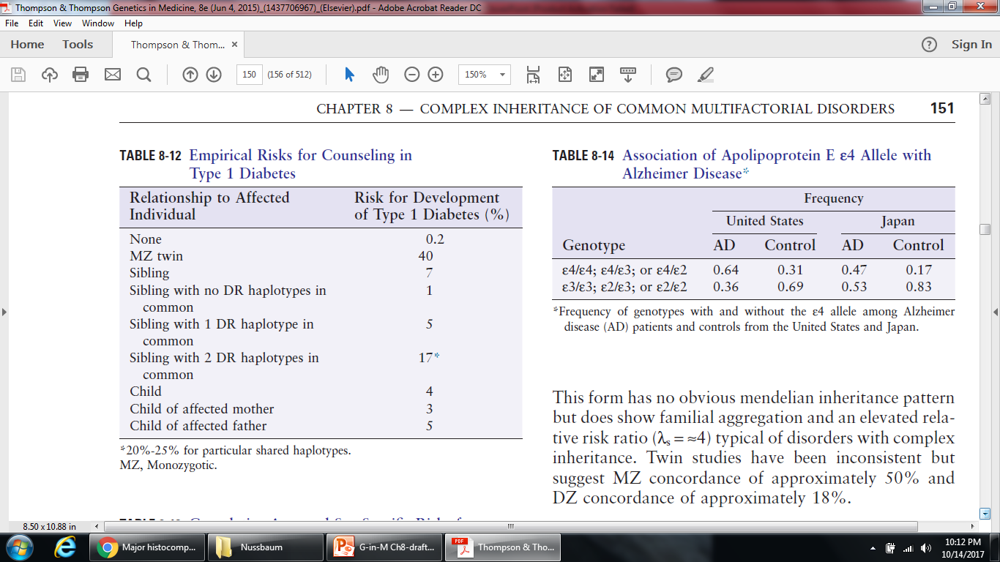 Thompson & Thompson Genetics in Medicine, 8e (Jun 4, 2015)_(1437706967)_(Elsevier).pdf - Adobe Acrobat Reader DC
File Edit View Window Help
Home Tools Thompson & Thom... × ? Sign In
150 (156 of 512) 150%
CHAPTER 8 — COMPLEX INHERITANCE OF COMMON MULTIFACTORIAL DISORDERS 151
TABLE 8-12 Empirical Risks for Counseling in
Type 1 Diabetes
Relationship to Affected Risk for Development
Individual of Type 1 Diabetes (%)
None 0.2
MZ twin 40
Sibling 7
Sibling with no DR haplotypes in 1
common
Sibling with 1 DR haplotype in 5
common
Sibling with 2 DR haplotypes in 17*
common
Child 4
Child of affected mother 3
Child of affected father 5
*20%-25% for particular shared haplotypes.
MZ, Monozygotic.
TABLE 8-14 Association of Apolipoprotein E ε4 Allele with
Alzheimer Disease*
Frequency
United States Japan
Genotype AD Control AD Control
ε4/ε4; ε4/ε3; or ε4/ε2 0.64 0.31 0.47 0.17
ε3/ε3; ε2/ε3; or ε2/ε2 0.36 0.69 0.53 0.83
*Frequency of genotypes with and without the ε4 allele among Alzheimer
disease (AD) patients and controls from the United States and Japan.
This form has no obvious mendelian inheritance pattern
but does show familial aggregation and an elevated rela-
tive risk ratio (λs = ≈4) typical of disorders with complex
inheritance. Twin studies have been inconsistent but
suggest MZ concordance of approximately 50% and
DZ concordance of approximately 18%.
8.50 x 10.88 in
Major histocomp... Nussbaum G-in-M Ch8-draft... PDF Thompson & Tho... 10:12 PM
10/14/2017